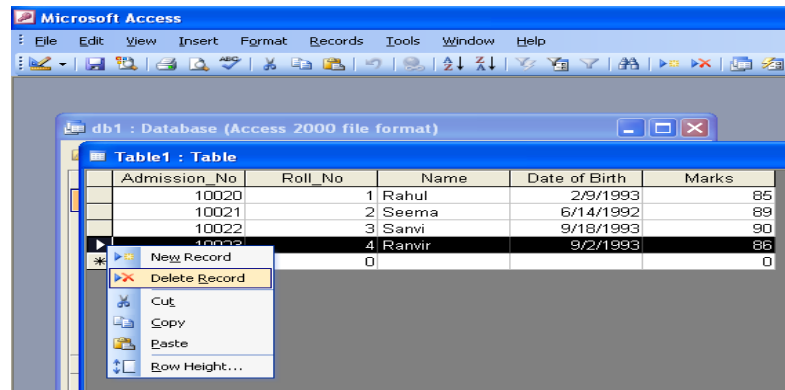 Microsoft Access
File Edit View Insert Format Records Tools Window Help
db1 : Database (Access 2000 file format)
Table1 : Table
Admission_No Roll_No Name Date of Birth Marks
10020 1 Rahul 2/9/1993 85
10021 2 Seema 6/14/1992 89
10022 3 Sanvi 9/18/1993 90
10023 4 Ranvir 9/2/1993 86
0 0
New Record
Delete Record
Cut
Copy
Paste
Row Height...